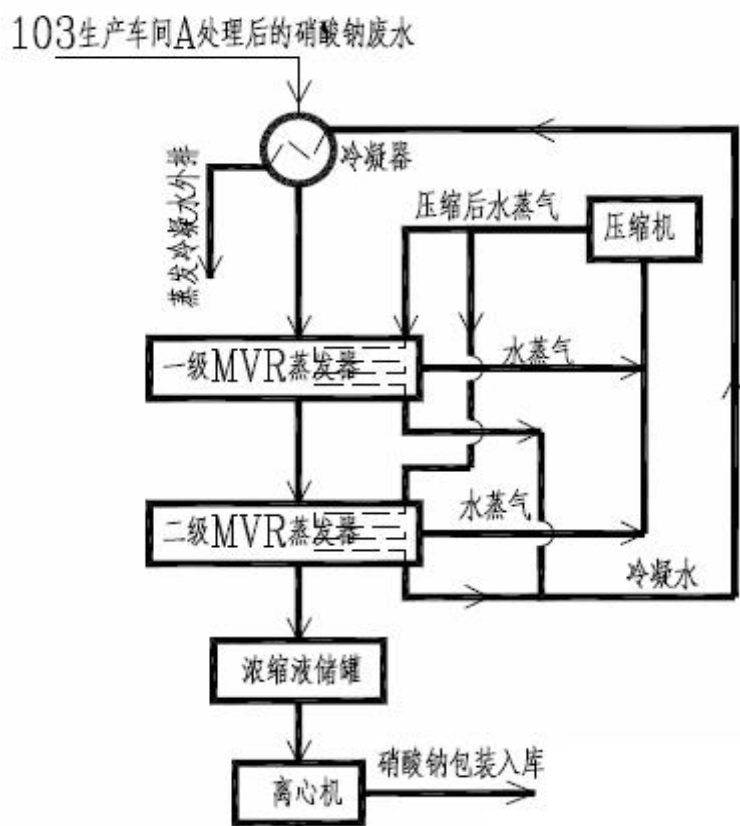 103生产车间A处理后的硝酸钠废水
冷凝器
蒸发冷凝水外排
压缩后水蒸气
压缩机
一级MVR蒸发器
水蒸气
二级MVR蒸发器
水蒸气
冷凝水
浓缩液储罐
离心机
硝酸钠包装入库